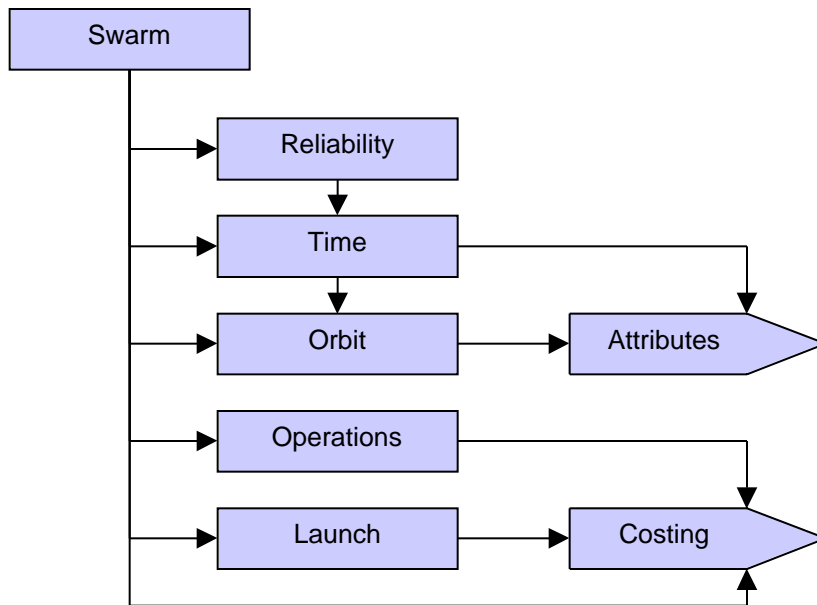 Swarm
Reliability
Time
Orbit
Attributes
Operations
Launch
Costing